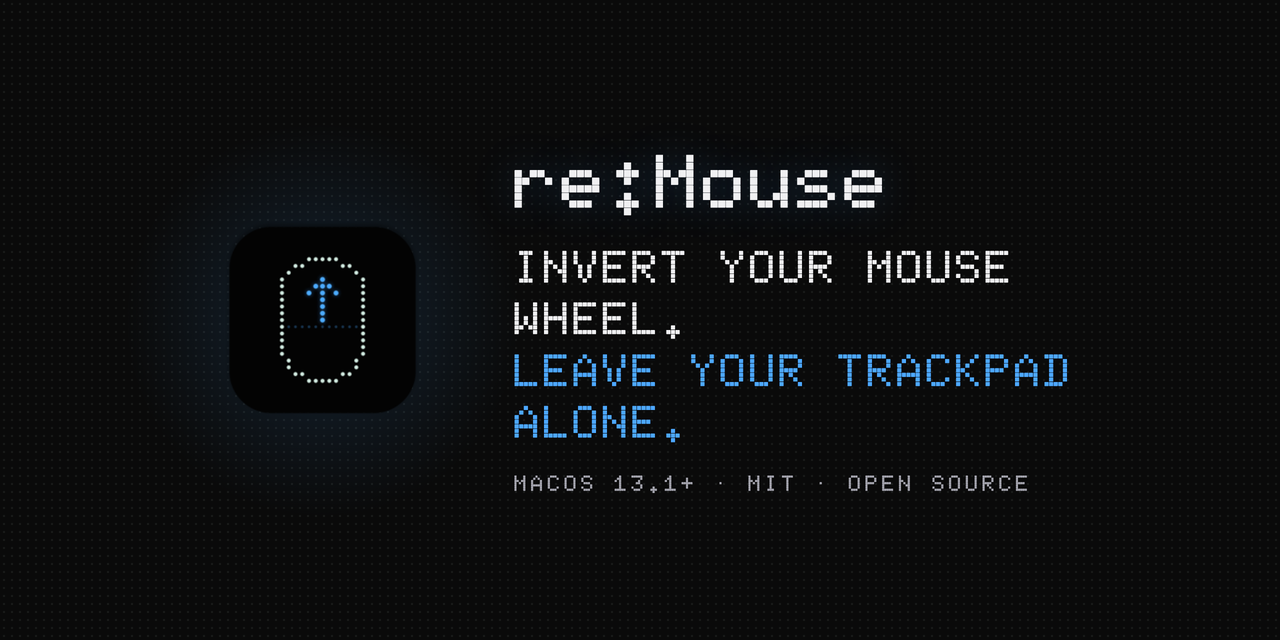 re:Mouse
INVERT YOUR MOUSE
WHEEL.
LEAVE YOUR TRACKPAD
ALONE.
MACOS 13.1+ · MIT · OPEN SOURCE